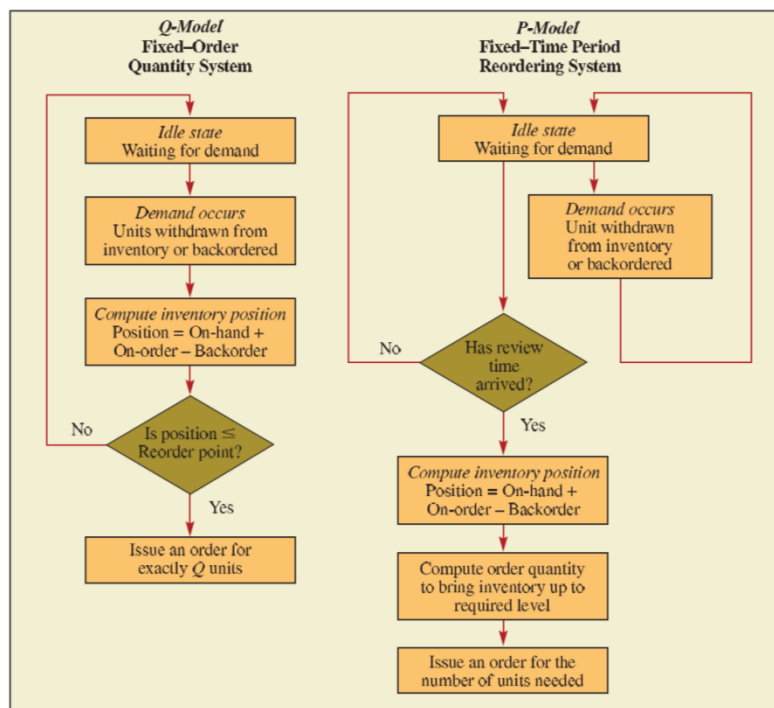 Q-Model
Fixed–Order
Quantity System
Idle state
Waiting for demand
Demand occurs
Units withdrawn from
inventory or backordered
Compute inventory position
Position = On-hand +
On-order – Backorder
No
Is position ≤
Reorder point?
Yes
Issue an order for
exactly Q units
P-Model
Fixed–Time Period
Reordering System
Idle state
Waiting for demand
Demand occurs
Unit withdrawn
from inventory
or backordered
No
Has review
time
arrived?
Yes
Compute inventory position
Position = On-hand +
On-order – Backorder
Compute order quantity
to bring inventory up to
required level
Issue an order for the
number of units needed